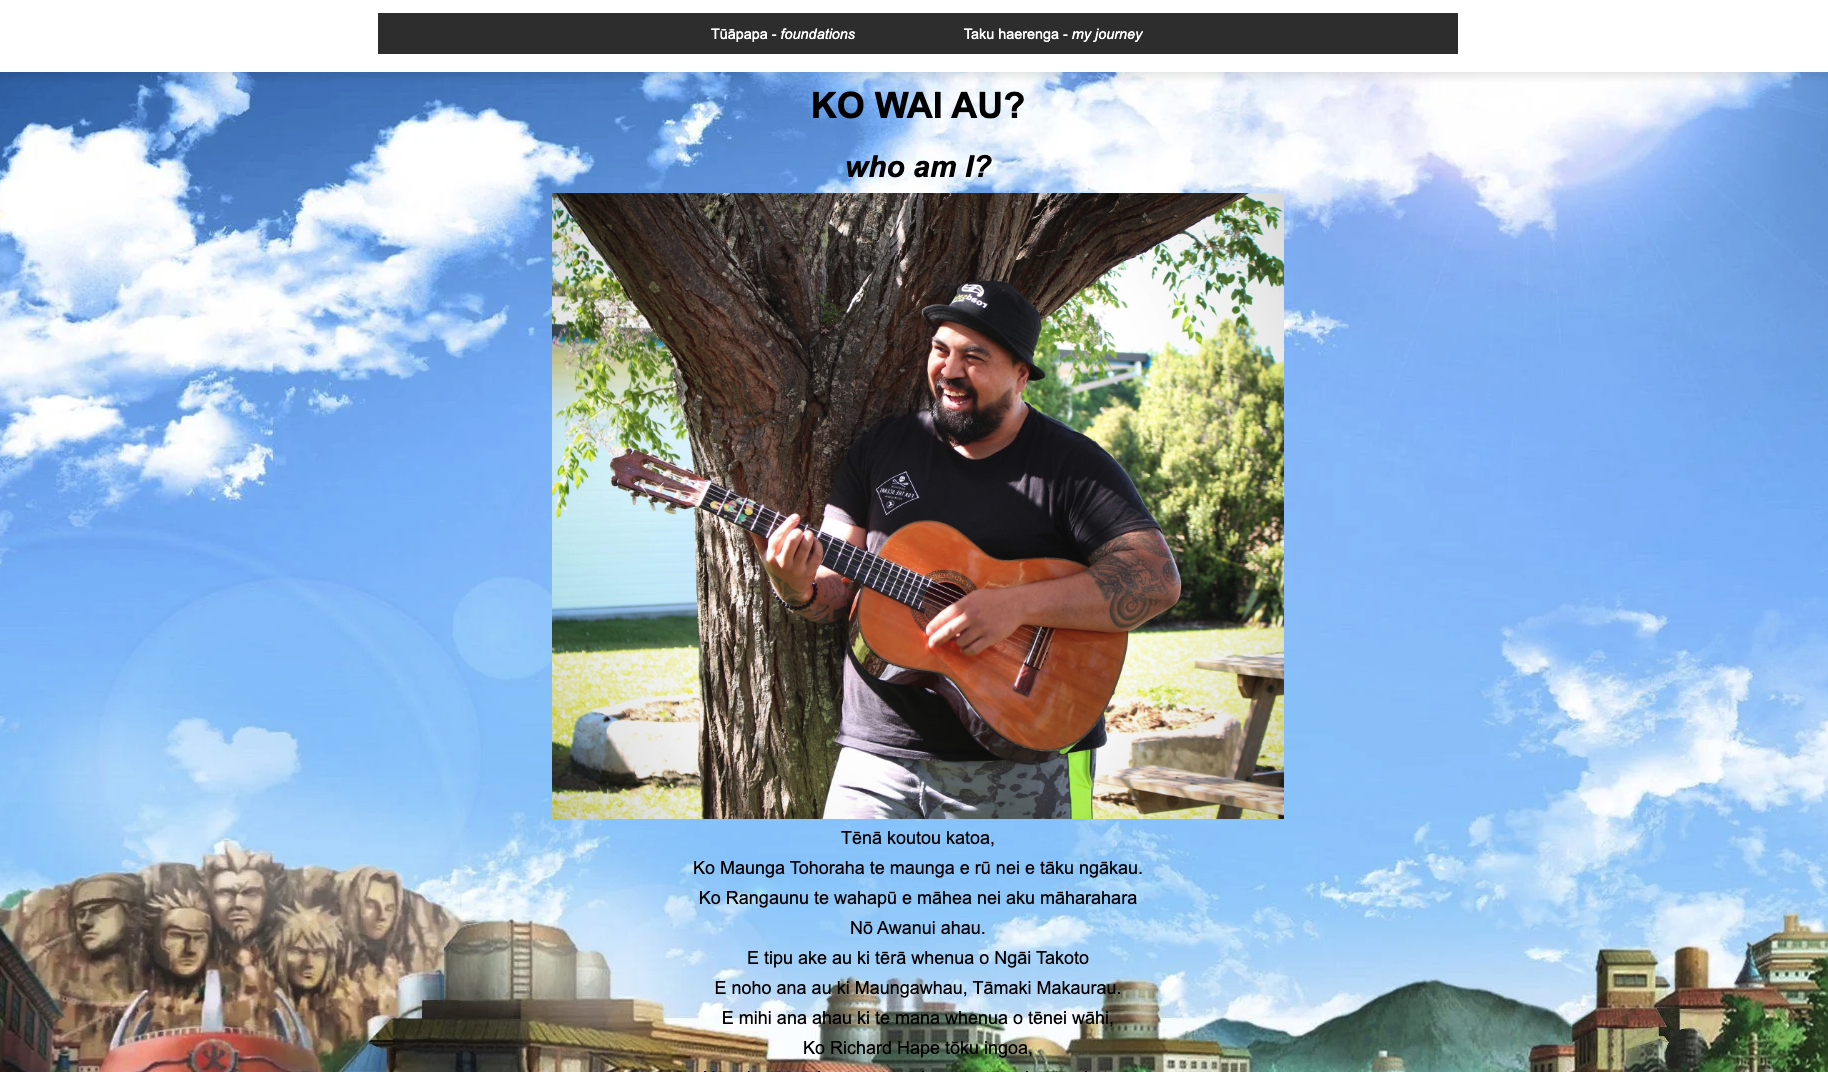 Tūāpapa - foundations
Taku haerenga - my journey
KO WAI AU?
who am I?
Tēnā koutou katoa,
Ko Maunga Tohoraha te maunga e rū nei e tāku ngākau.
Ko Rangaunu te wahapū e māhea nei aku māharahara
Nō Awanui ahau.
E tipu ake au ki tērā whenua o Ngāi Takoto
E noho ana au ki Maungawhau, Tāmaki Makaurau.
E mihi ana ahau ki te mana whenua o tēnei wāhi,
Ko Richard Hape tōku ingoa,